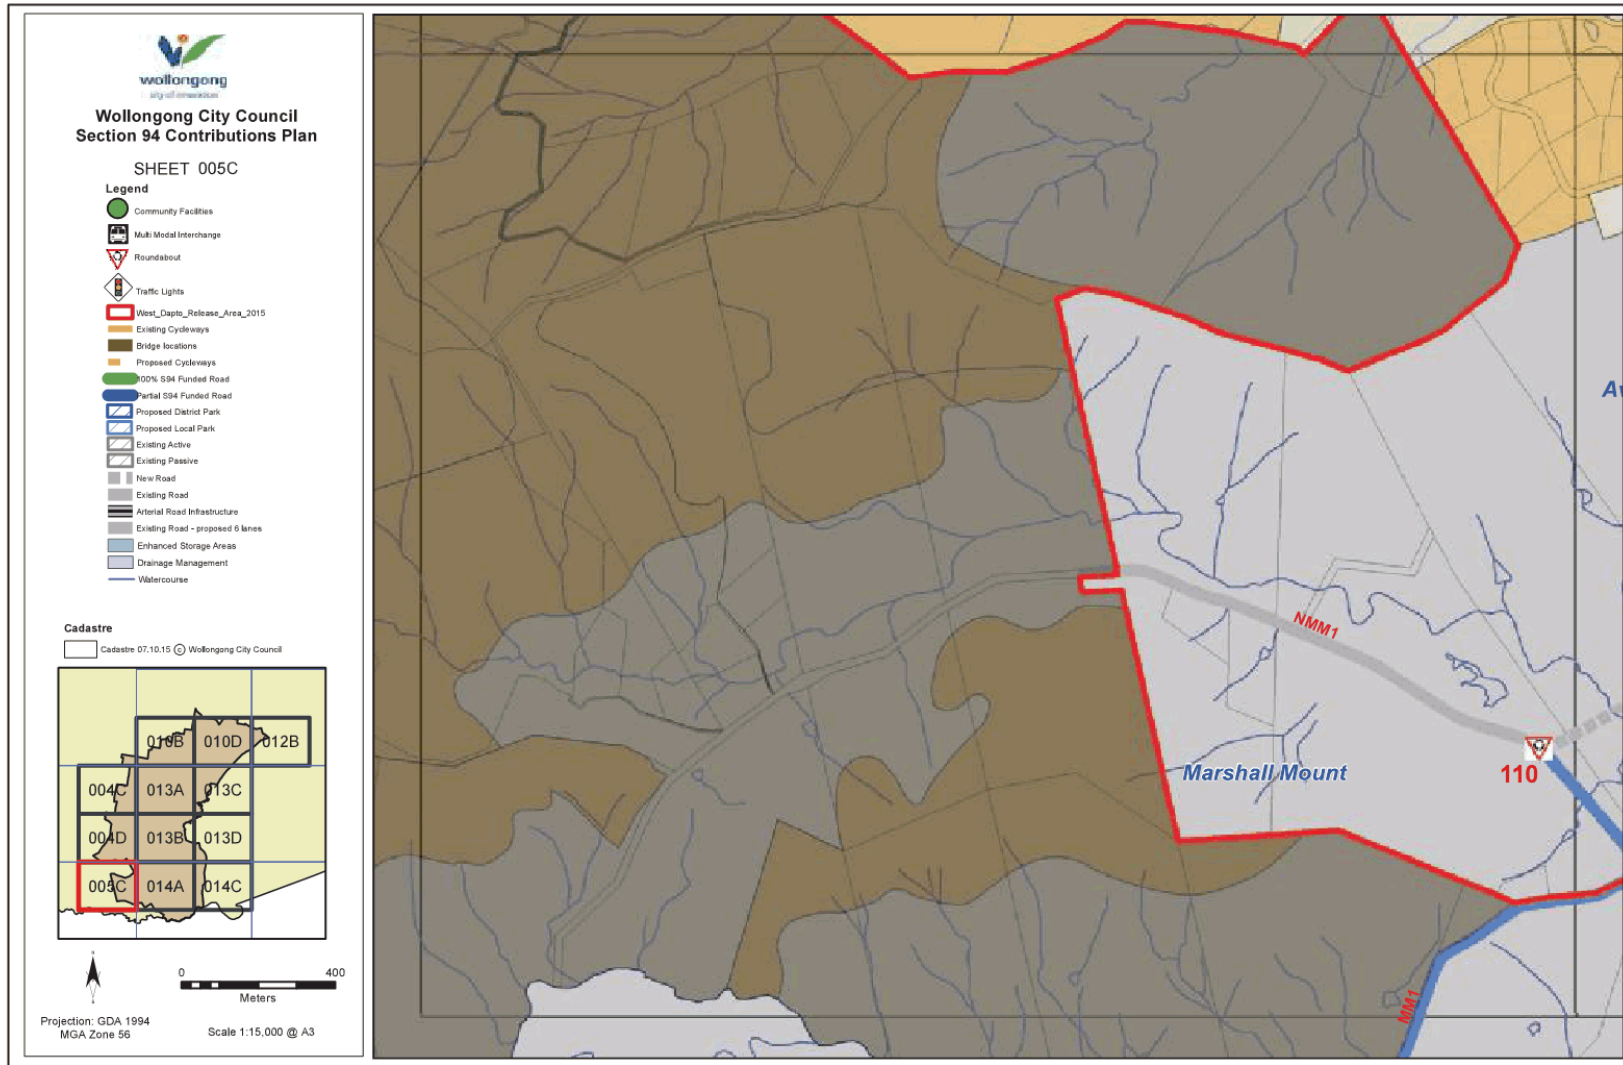 wollongong
city of innovation
Wollongong City Council
Section 94 Contributions Plan
SHEET 005C
Legend
Community Facilities
Multi Modal Interchange
Roundabout
Traffic Lights
West_Dapto_Release_Area_2015
Existing Cycleways
Bridge locations
Proposed Cycleways
100% S94 Funded Road
Partial S94 Funded Road
Proposed District Park
Proposed Local Park
Existing Active
Existing Passive
New Road
Existing Road
Arterial Road Infrastructure
Existing Road - proposed 6 lanes
Enhanced Storage Areas
Drainage Management
Watercourse
Cadastre
Cadastre 07.10.15 © Wollongong City Council
010B 010D 012B
004C 013A 013C
004D 013B 013D
005C 014A 014C
0 400
Meters
Projection: GDA 1994
MGA Zone 56
Scale 1:15,000 @ A3
Av
NMM1
Marshall Mount
110
MM1